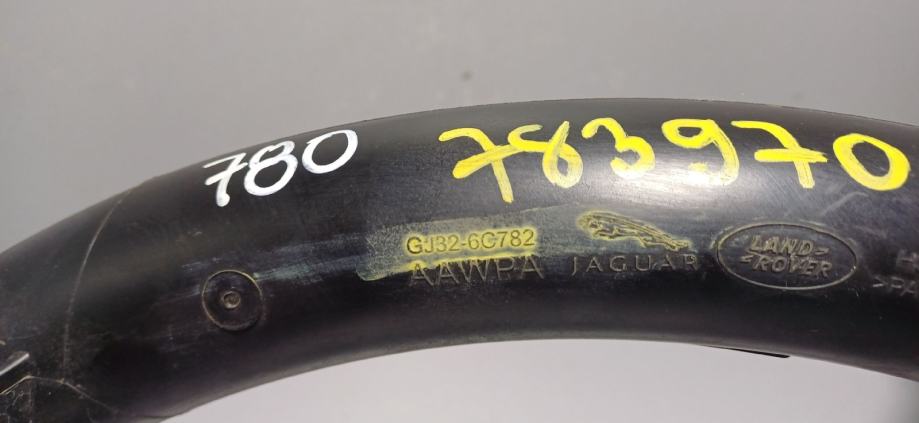 780 783970
GJ32-6C782
AAWPA JAGUAR LAND-
-ROVER